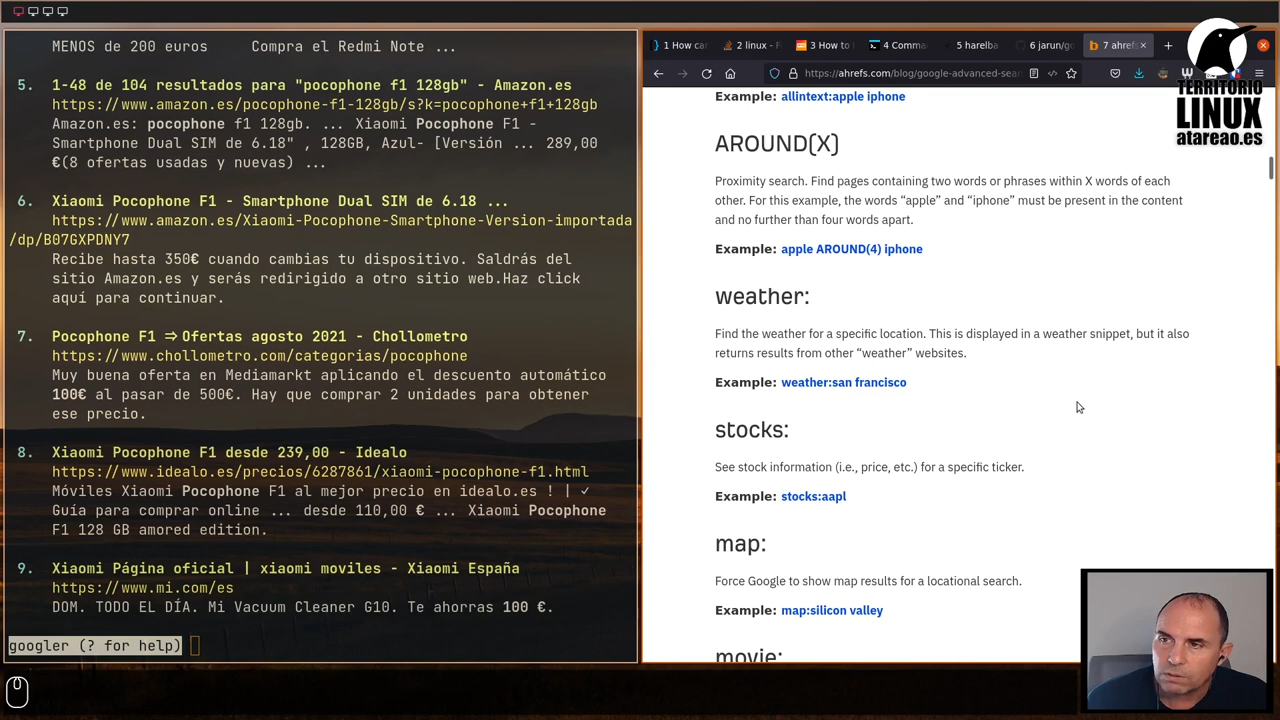 MENOS de 200 euros Compra el Redmi Note ...
5. 1-48 de 104 resultados para "pocophone f1 128gb" - Amazon.es
https://www.amazon.es/pocophone-f1-128gb/s?k=pocophone+f1+128gb
Amazon.es: pocophone f1 128gb. ... Xiaomi Pocophone F1 -
Smartphone Dual SIM de 6.18" , 128GB, Azul- [Versión ... 289,00
€(8 ofertas usadas y nuevas) ...
6. Xiaomi Pocophone F1 - Smartphone Dual SIM de 6.18 ...
https://www.amazon.es/Xiaomi-Pocophone-Smartphone-Version-importada
/dp/B07GXPDNY7
Recibe hasta 350€ cuando cambias tu dispositivo. Saldrás del
sitio Amazon.es y serás redirigido a otro sitio web.Haz click
aquí para continuar.
7. Pocophone F1 ⇒ Ofertas agosto 2021 - Chollometro
https://www.chollometro.com/categorias/pocophone
Muy buena oferta en Mediamarkt aplicando el descuento automático
100€ al pasar de 500€. Hay que comprar 2 unidades para obtener
ese precio.
8. Xiaomi Pocophone F1 desde 239,00 - Idealo
https://www.idealo.es/precios/6287861/xiaomi-pocophone-f1.html
Móviles Xiaomi Pocophone F1 al mejor precio en idealo.es ! | ✓
Guía para comprar online ... desde 110,00 € ... Xiaomi Pocophone
F1 128 GB amored edition.
9. Xiaomi Página oficial | xiaomi moviles - Xiaomi España
https://www.mi.com/es
DOM. TODO EL DÍA. Mi Vacuum Cleaner G10. Te ahorras 100 €.
googler (? for help)
1 How can 2 linux - F 3 How to 4 Comma 5 harelba 6 jarun/go 7 ahrefs
https://ahrefs.com/blog/google-advanced-sear
TERRITORIO
LINUX
atareao.es
Example: allintext:apple iphone
AROUND(X)
Proximity search. Find pages containing two words or phrases within X words of each
other. For this example, the words “apple” and “iphone” must be present in the content
and no further than four words apart.
Example: apple AROUND(4) iphone
weather:
Find the weather for a specific location. This is displayed in a weather snippet, but it also
returns results from other “weather” websites.
Example: weather:san francisco
stocks:
See stock information (i.e., price, etc.) for a specific ticker.
Example: stocks:aapl
map:
Force Google to show map results for a locational search.
Example: map:silicon valley
movie: